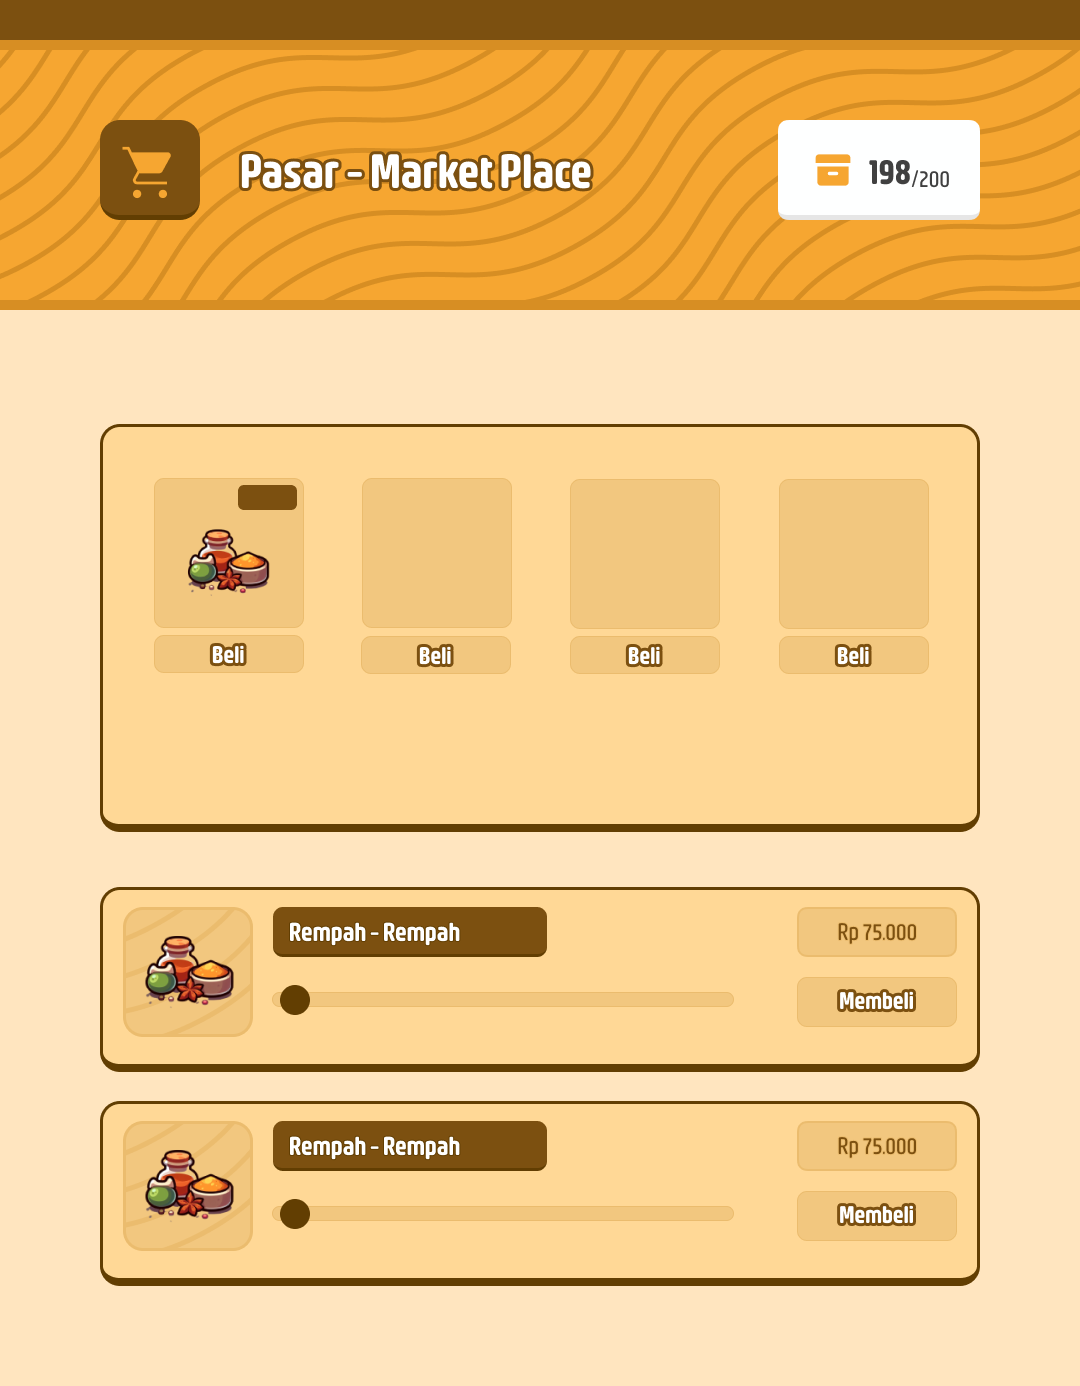 Pasar - Market Place
198/200
Beli
Beli
Beli
Beli
Rempah - Rempah
Rp 75.000
Membeli
Rempah - Rempah
Rp 75.000
Membeli